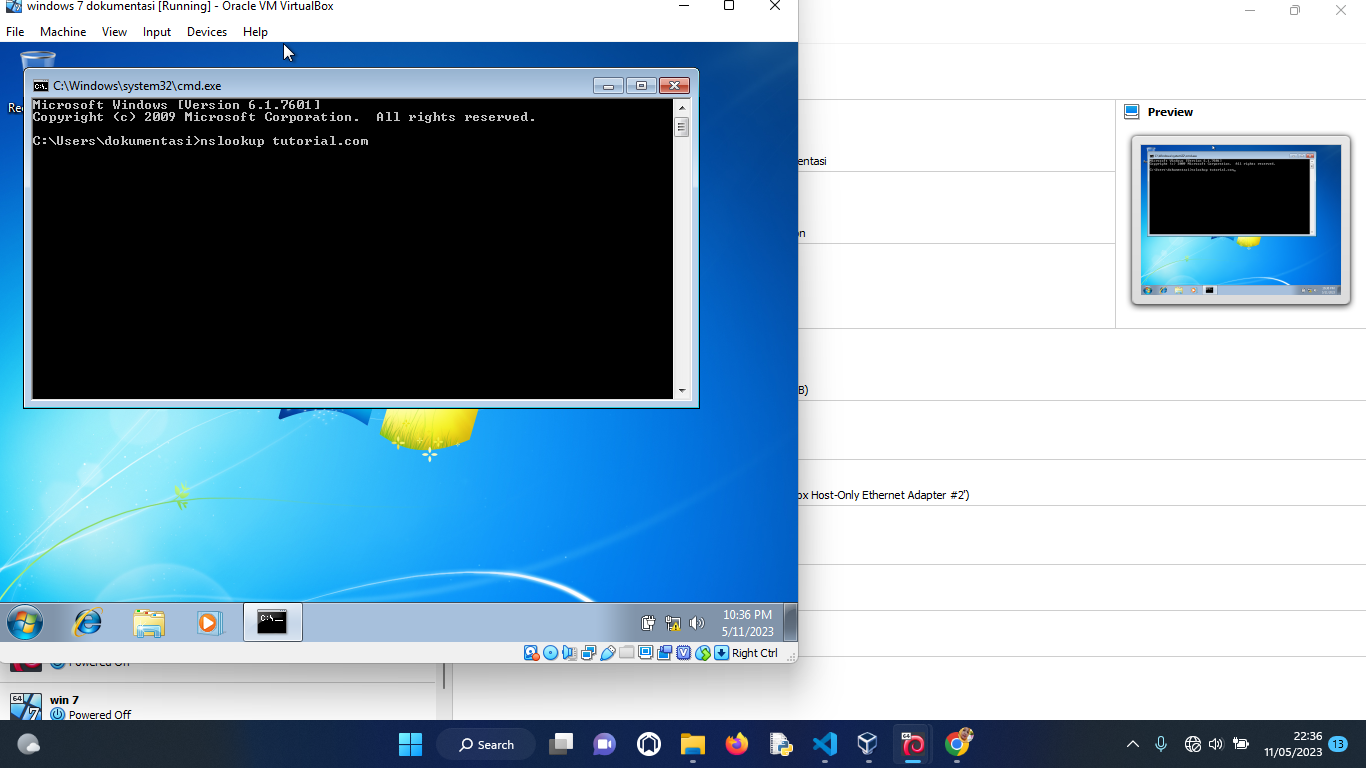 windows 7 dokumentasi [Running] - Oracle VM VirtualBox
File Machine View Input Devices Help
C:\Windows\system32\cmd.exe
Microsoft Windows [Version 6.1.7601]
Copyright (c) 2009 Microsoft Corporation.  All rights reserved.
C:\Users\dokumentasi>nslookup tutorial.com
Preview
entasi
on
B)
ox Host-Only Ethernet Adapter #2')
10:36 PM
5/11/2023
Right Ctrl
Powered Off
64
win 7
Powered Off
Search
64
22:36
11/05/2023
13